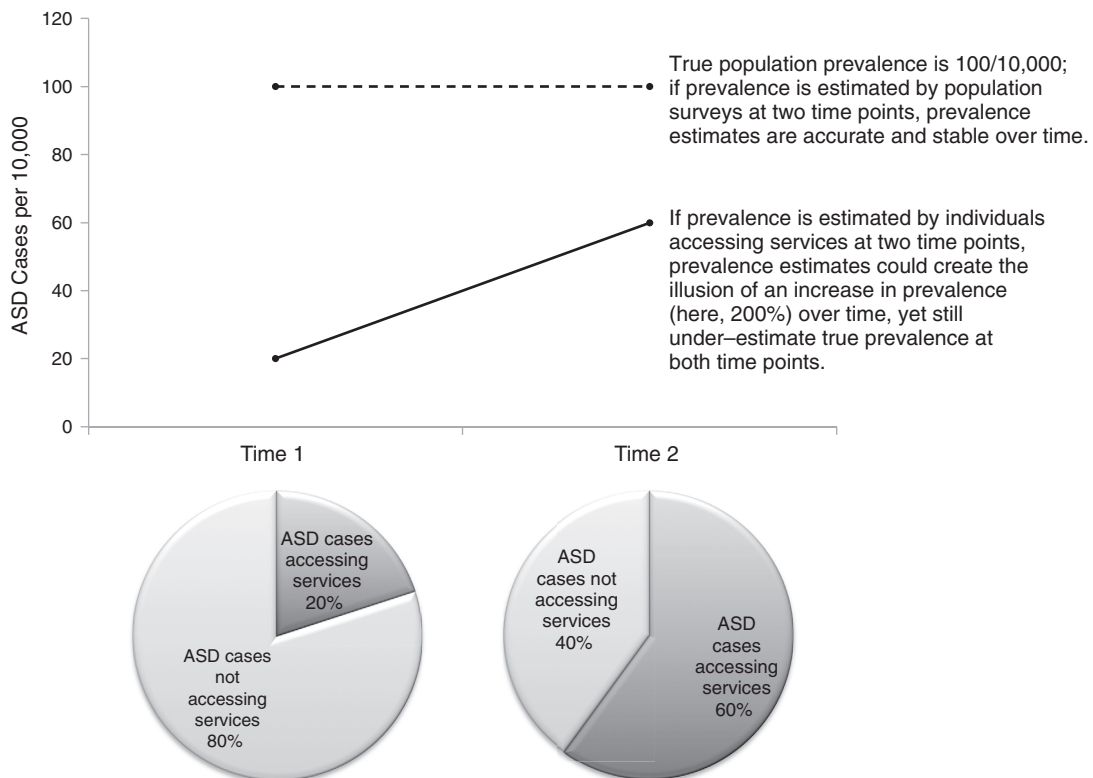 120
100
80
60
40
20
0
ASD Cases per 10,000
True population prevalence is 100/10,000;
if prevalence is estimated by population
surveys at two time points, prevalence
estimates are accurate and stable over time.
If prevalence is estimated by individuals
accessing services at two time points,
prevalence estimates could create the
illusion of an increase in prevalence
(here, 200%) over time, yet still
under–estimate true prevalence at
both time points.
Time 1
Time 2
ASD cases
accessing
services
20%
ASD cases
not
accessing
services
80%
ASD
cases not
accessing
services
40%
ASD
cases
accessing
services
60%